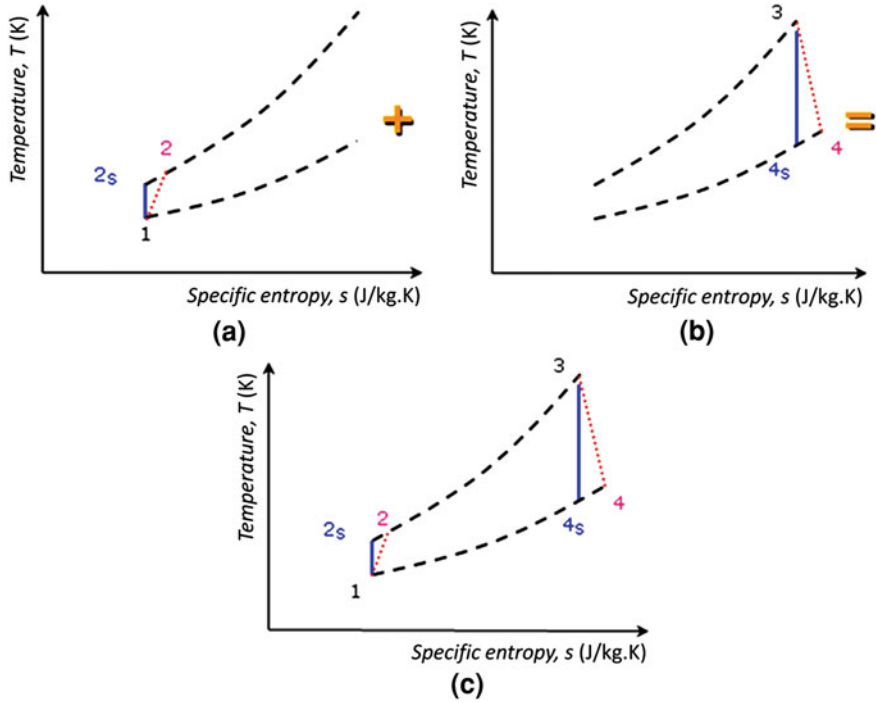 Temperature, T (K)
2
2s
1
Specific entropy, s (J/kg.K)
(a)
+
Temperature, T (K)
3
4
4s
Specific entropy, s (J/kg.K)
(b)
=
Temperature, T (K)
3
2
2s
4
4s
1
Specific entropy, s (J/kg.K)
(c)